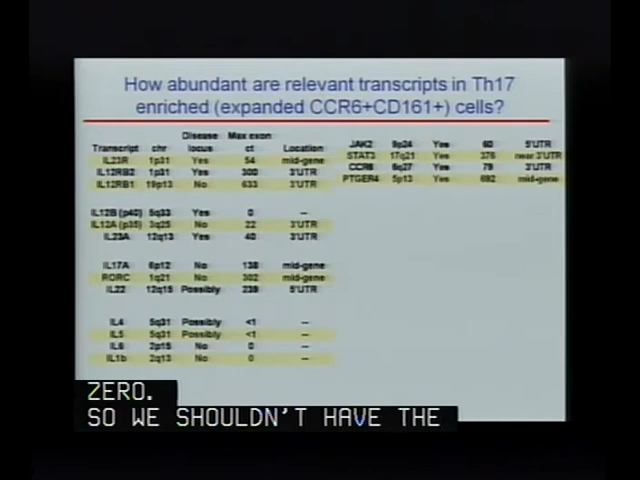 How abundant are relevant transcripts in Th17
enriched (expanded CCR6+CD161+) cells?
Disease Max exon
Transcript chr locus ct Location
IL23R 1p31 Yes 54 mid-gene
IL12RB2 1p31 Yes 300 3'UTR
IL12RB1 19p13 No 633 3'UTR
IL12B (p40) 5q33 Yes 0 --
IL12A (p35) 3q25 No 22 3'UTR
IL23A 12q13 Yes 40 3'UTR
IL17A 6p12 No 138 mid-gene
RORC 1q21 No 302 mid-gene
IL22 12q15 Possibly 239 5'UTR
IL4 5q31 Possibly <1 --
IL5 5q31 Possibly <1 --
IL6 2p15 No 0 --
IL1b 2q13 No 0 --
JAK2 9p24 Yes 60 5'UTR
STAT3 17q21 Yes 376 near 3'UTR
CCR6 6q27 Yes 79 3'UTR
PTGER4 5p13 Yes 692 mid-gene
ZERO.
SO WE SHOULDN'T HAVE THE